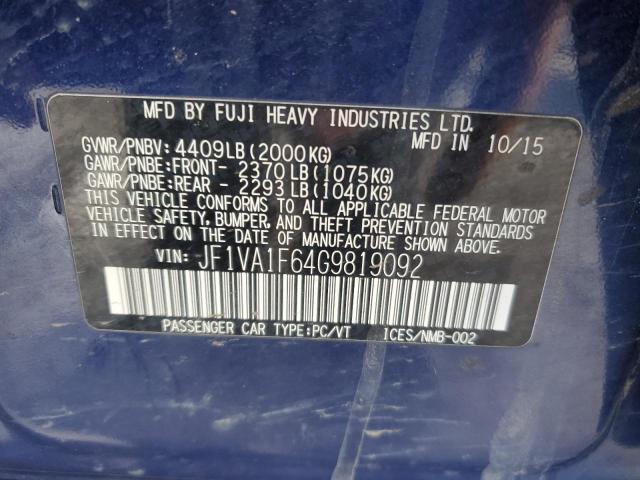 MFD BY FUJI HEAVY INDUSTRIES LTD.
MFD IN 10/15
GVWR/PNBV: 4409LB(2000KG)
GAWR/PNBE:FRONT- 2370LB(1075KG)
GAWR/PNBE:REAR - 2293LB(1040KG)
THIS VEHICLE CONFORMS TO ALL APPLICABLE FEDERAL MOTOR
VEHICLE SAFETY, BUMPER, AND THEFT PREVENTION STANDARDS
IN EFFECT ON THE DATE OF MANUFACTURE SHOWN ABOVE.
VIN: JF1VA1F64G9819092
PASSENGER CAR TYPE:PC/VT ICES/NMB-002